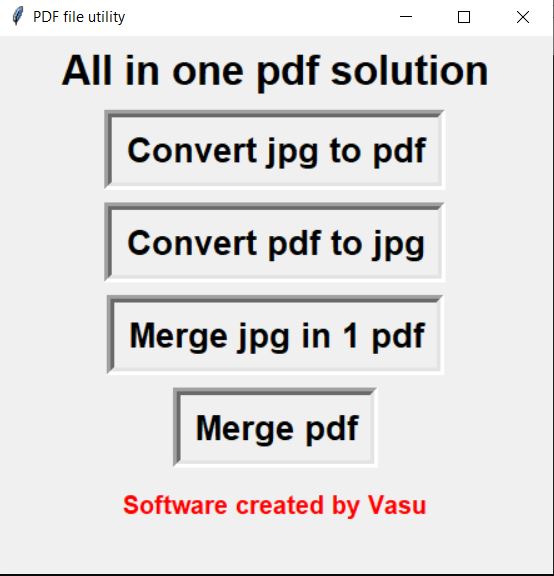 PDF file utility
All in one pdf solution
Convert jpg to pdf
Convert pdf to jpg
Merge jpg in 1 pdf
Merge pdf
Software created by Vasu